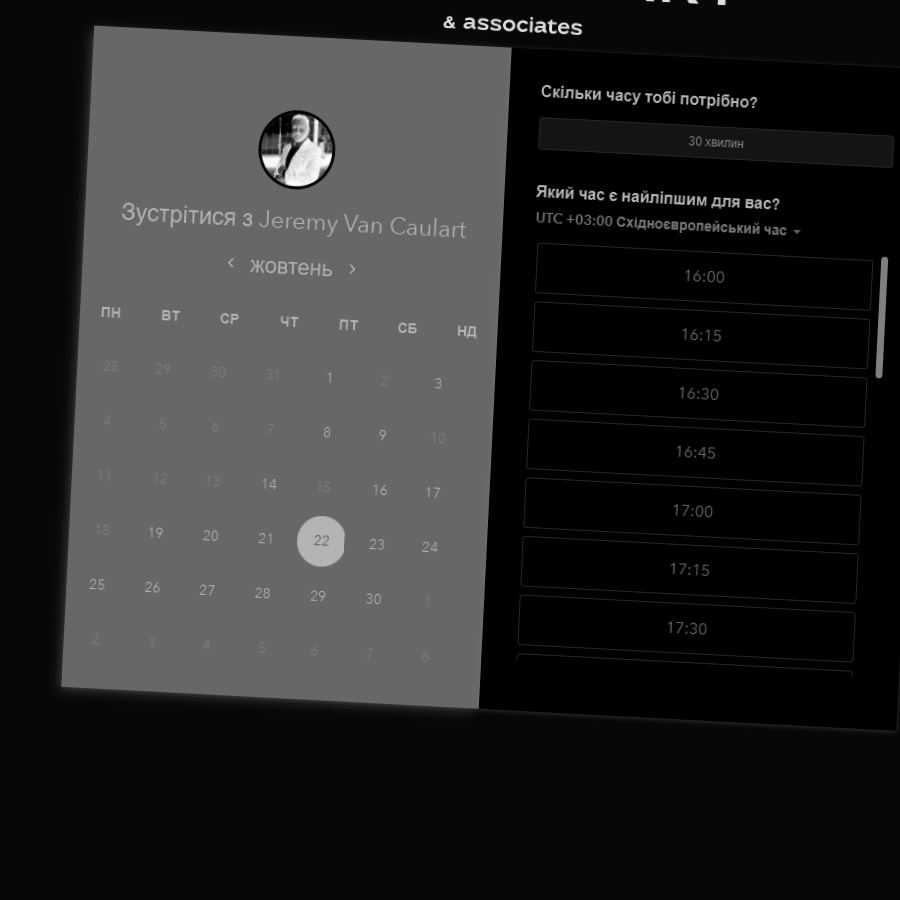 & associates
Зустрітися з Jeremy Van Caulart
жовтень
ПН ВТ СР ЧТ ПТ СБ НД
28 29 30 31 1 2 3
4 5 6 7 8 9 10
11 12 13 14 15 16 17
18 19 20 21 22 23 24
25 26 27 28 29 30 1
2 3 4 5 6 7 8
Скільки часу тобі потрібно?
30 хвилин
Який час є найліпшим для вас?
UTC +03:00 Східноєвропейський час
16:00
16:15
16:30
16:45
17:00
17:15
17:30